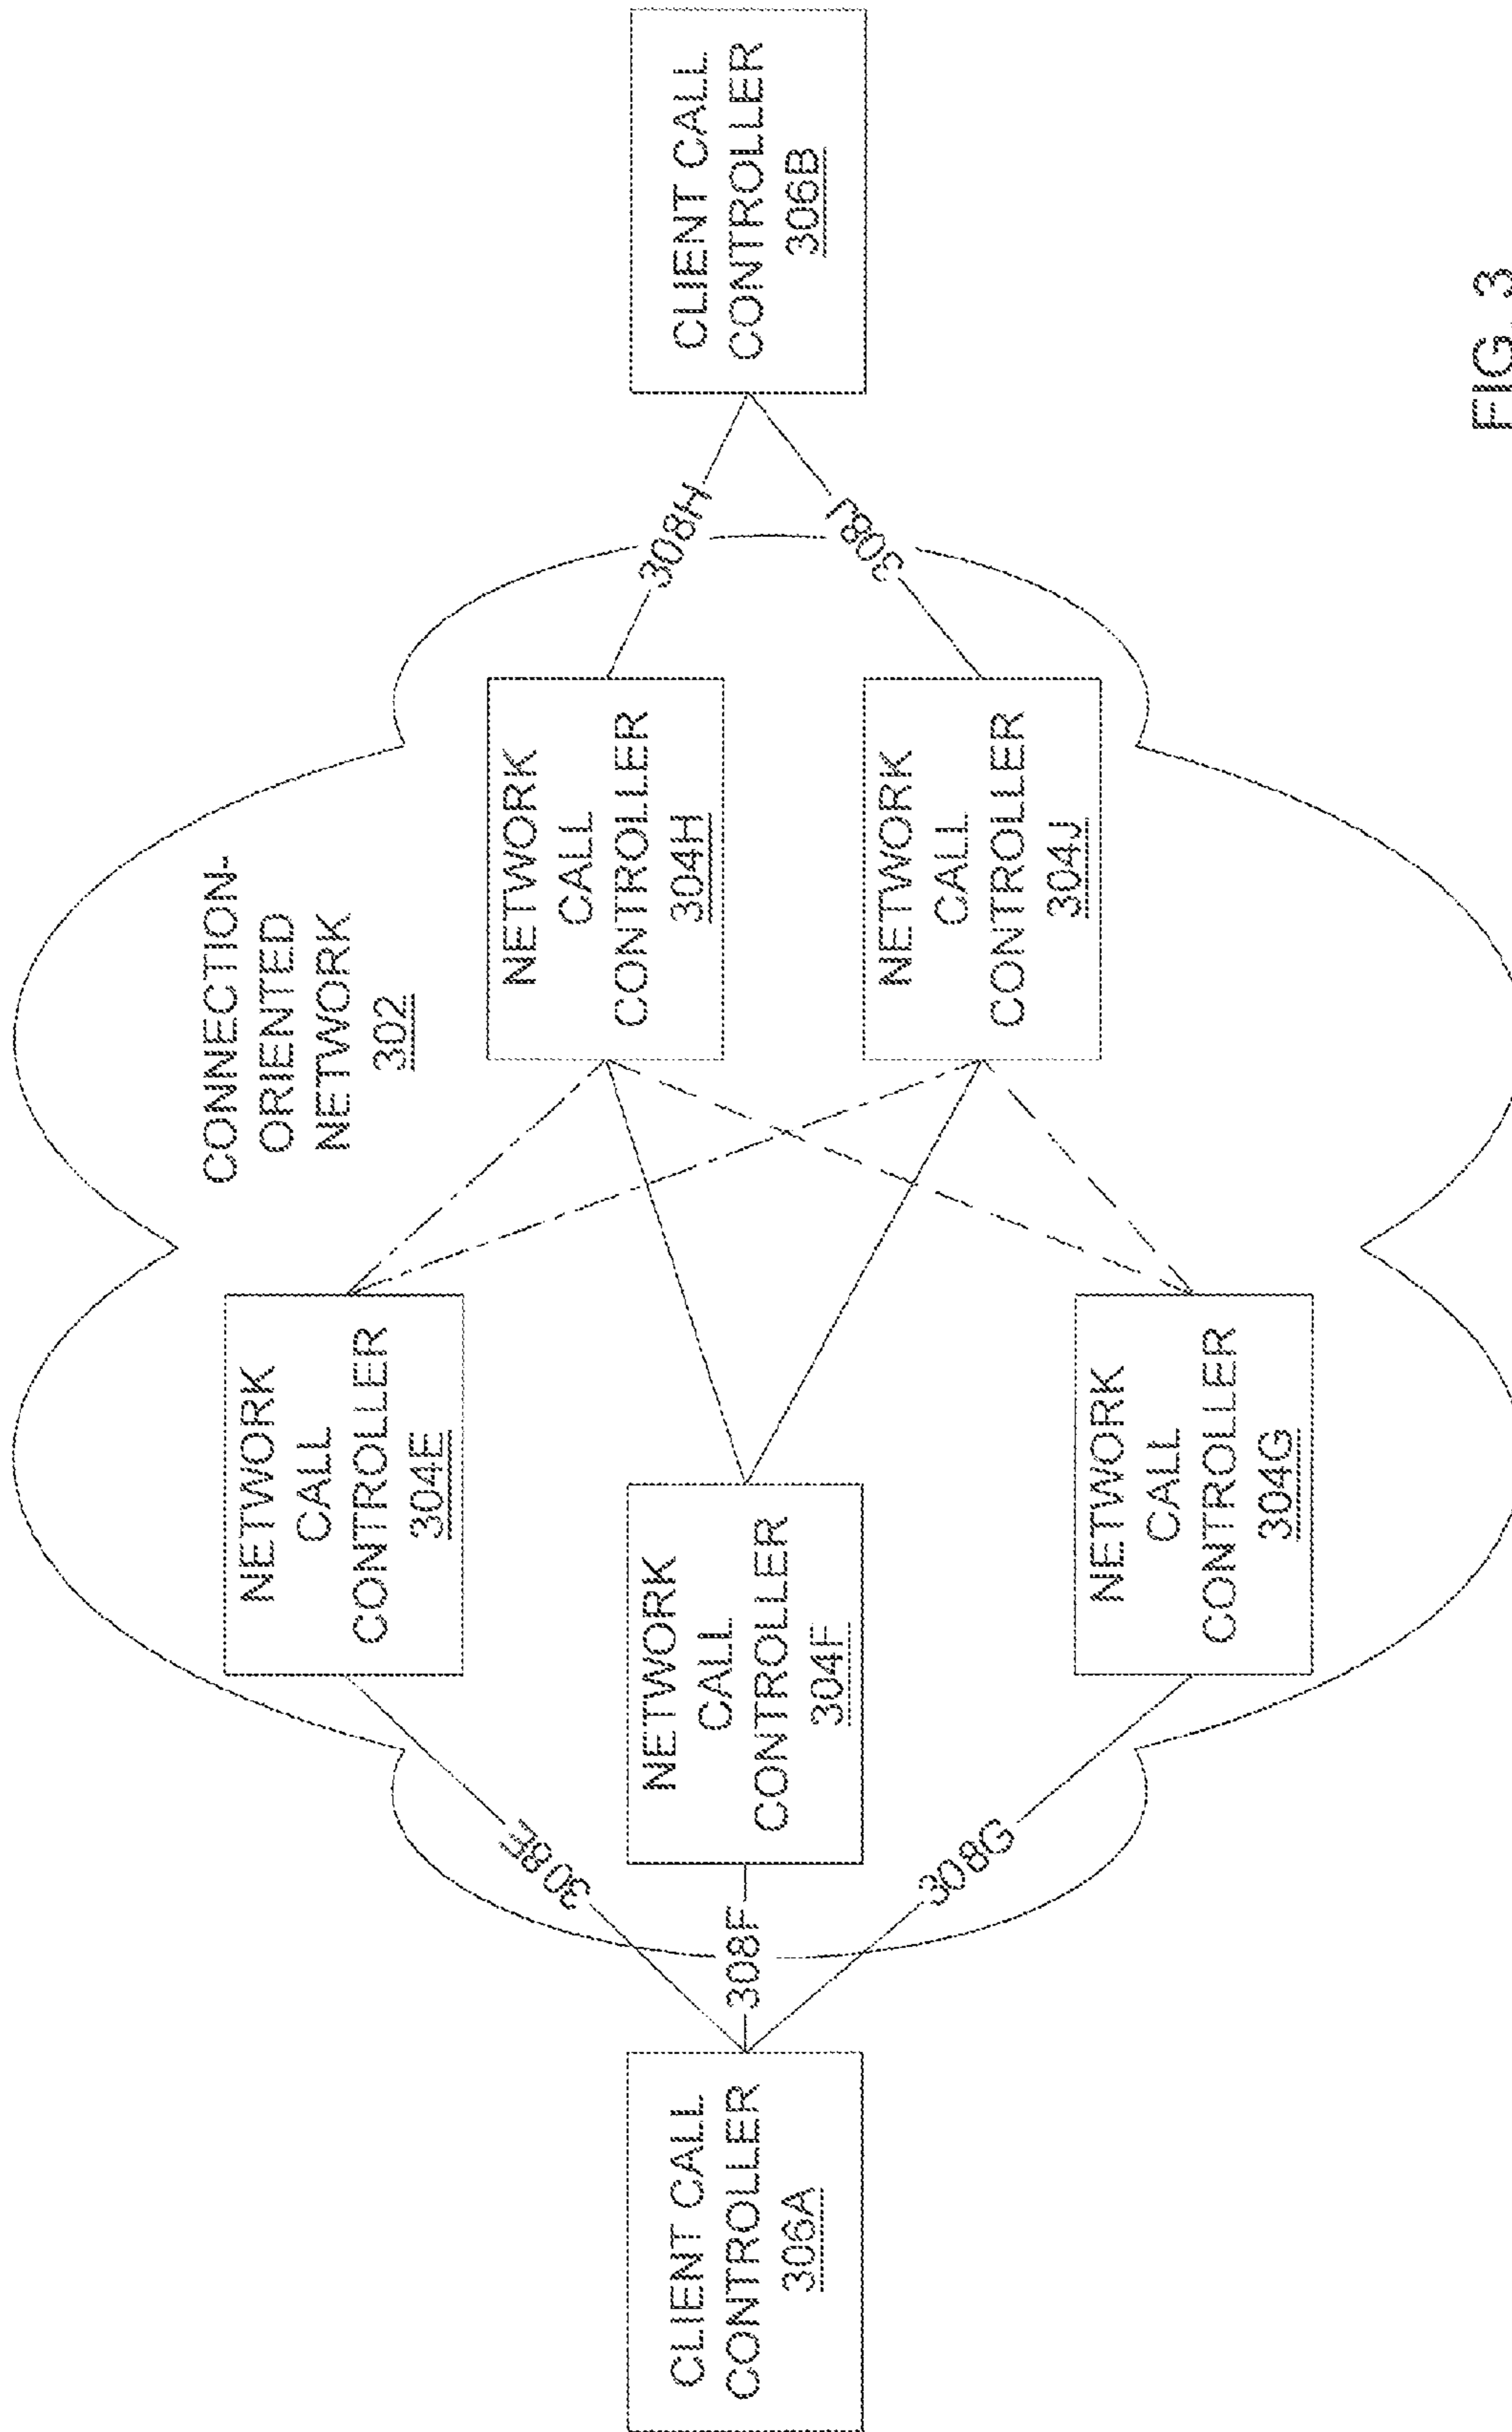 CONNECTION-
ORIENTED
NETWORK
302
NETWORK
CALL
CONTROLLER
304E
NETWORK
CALL
CONTROLLER
304H
CLIENT CALL
CONTROLLER
306A
308E
308F
308G
NETWORK
CALL
CONTROLLER
304F
308H
308J
CLIENT CALL
CONTROLLER
306B
NETWORK
CALL
CONTROLLER
304G
NETWORK
CALL
CONTROLLER
304J
FIG. 3